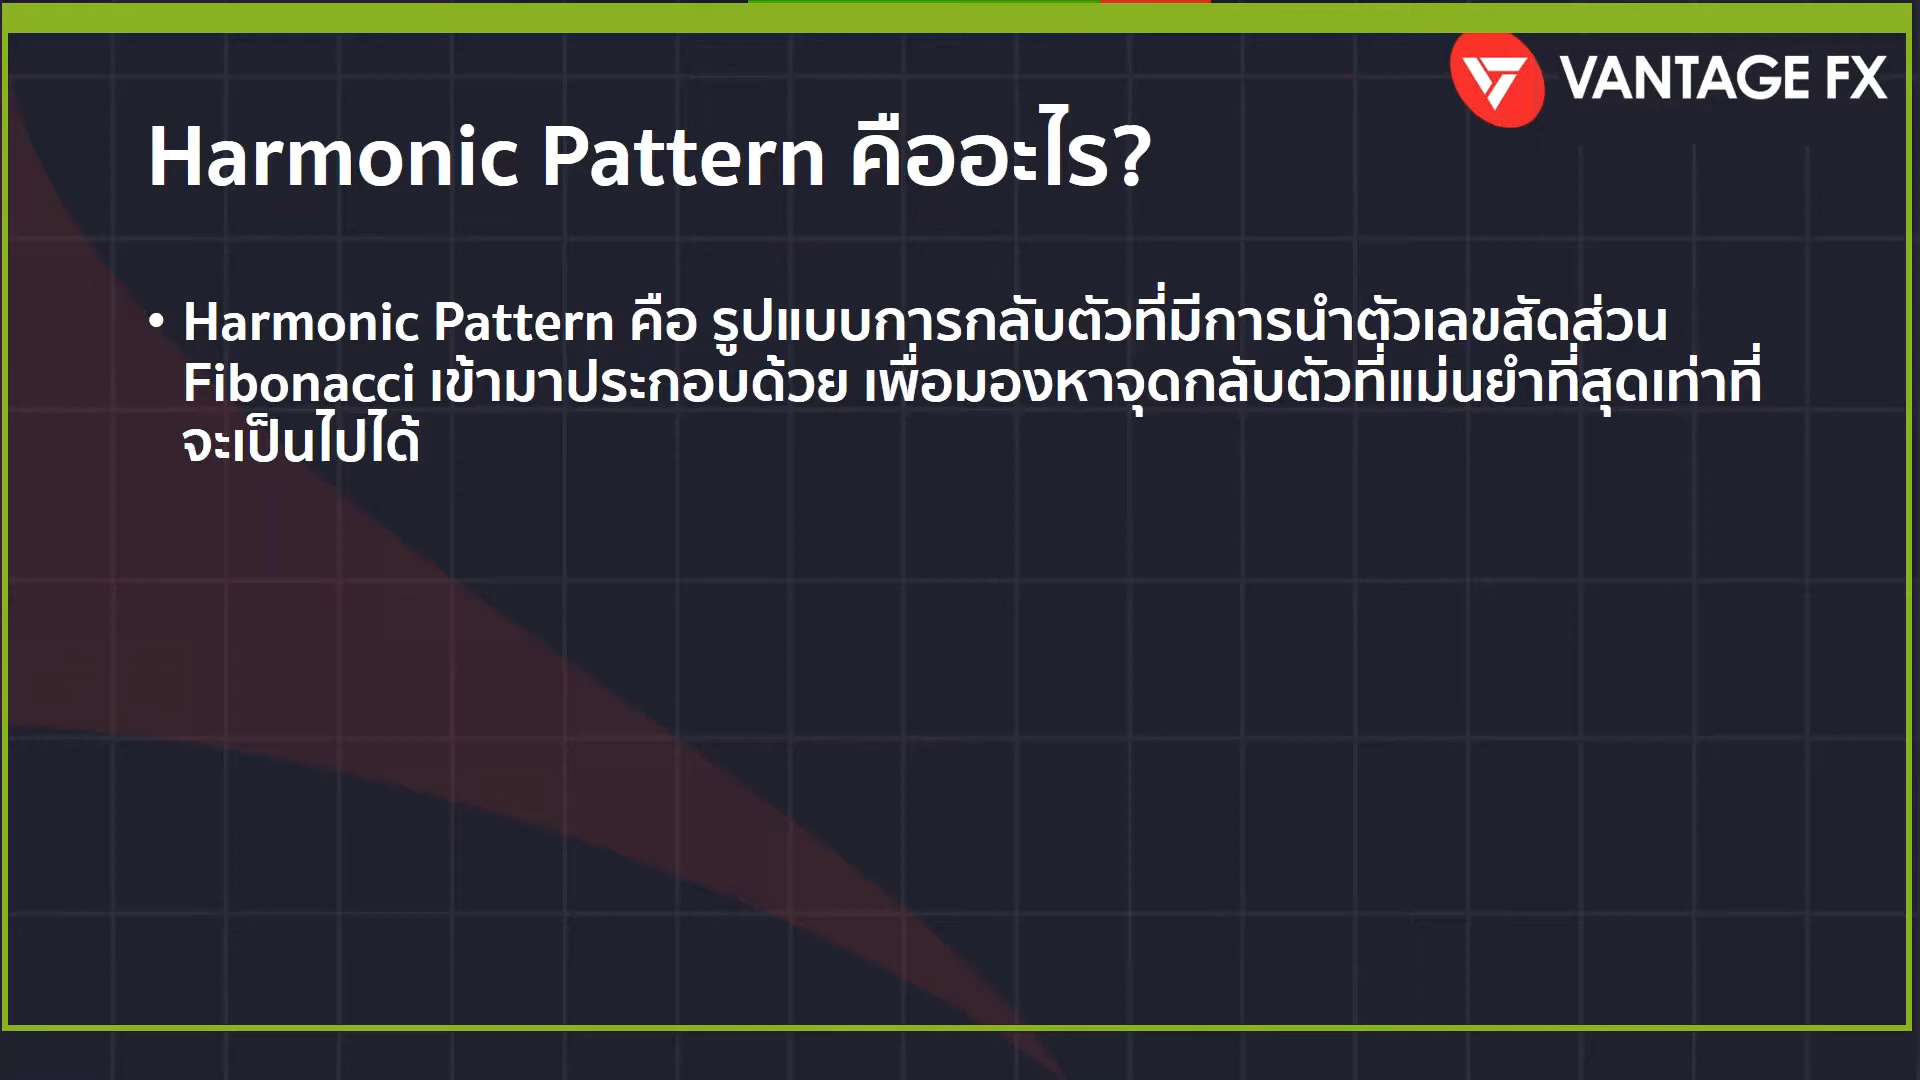 VANTAGE FX
Harmonic Pattern คืออะไร?
• Harmonic Pattern คือ รูปแบบการกลับตัวที่มีการนำตัวเลขสัดส่วน
Fibonacci เข้ามาประกอบด้วย เพื่อมองหาจุดกลับตัวที่แม่นยำที่สุดเท่าที่
จะเป็นไปได้